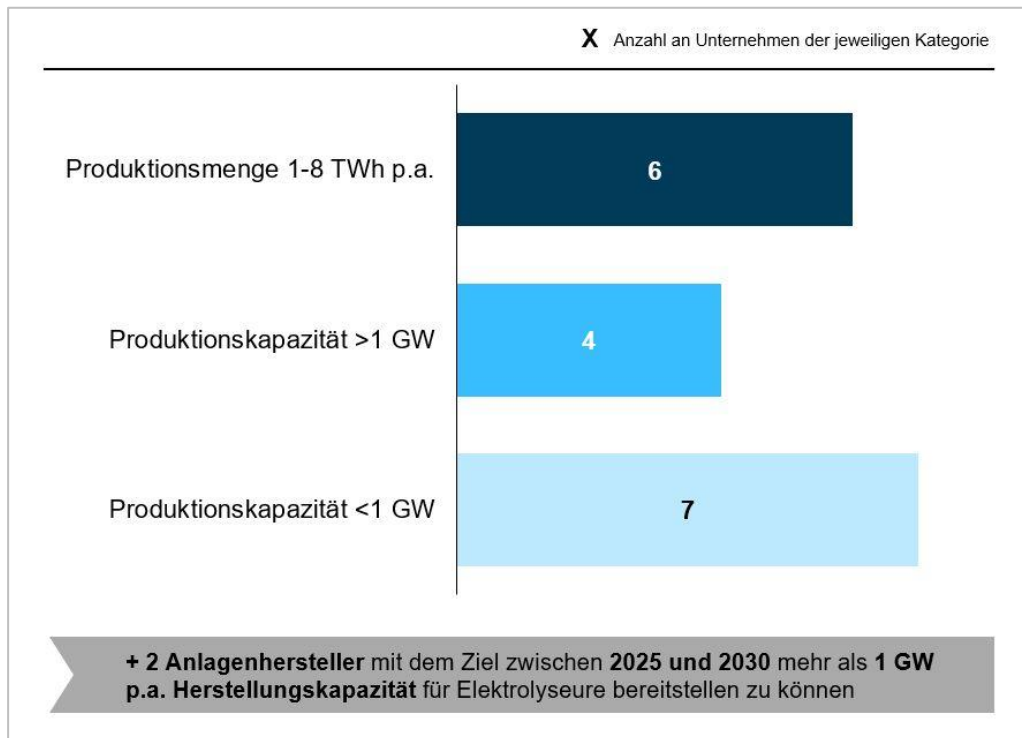 X Anzahl an Unternehmen der jeweiligen Kategorie
Produktionsmenge 1-8 TWh p.a.
6
Produktionskapazität >1 GW
4
Produktionskapazität <1 GW
7
+ 2 Anlagenhersteller mit dem Ziel zwischen 2025 und 2030 mehr als 1 GW
p.a. Herstellungskapazität für Elektrolyseure bereitstellen zu können